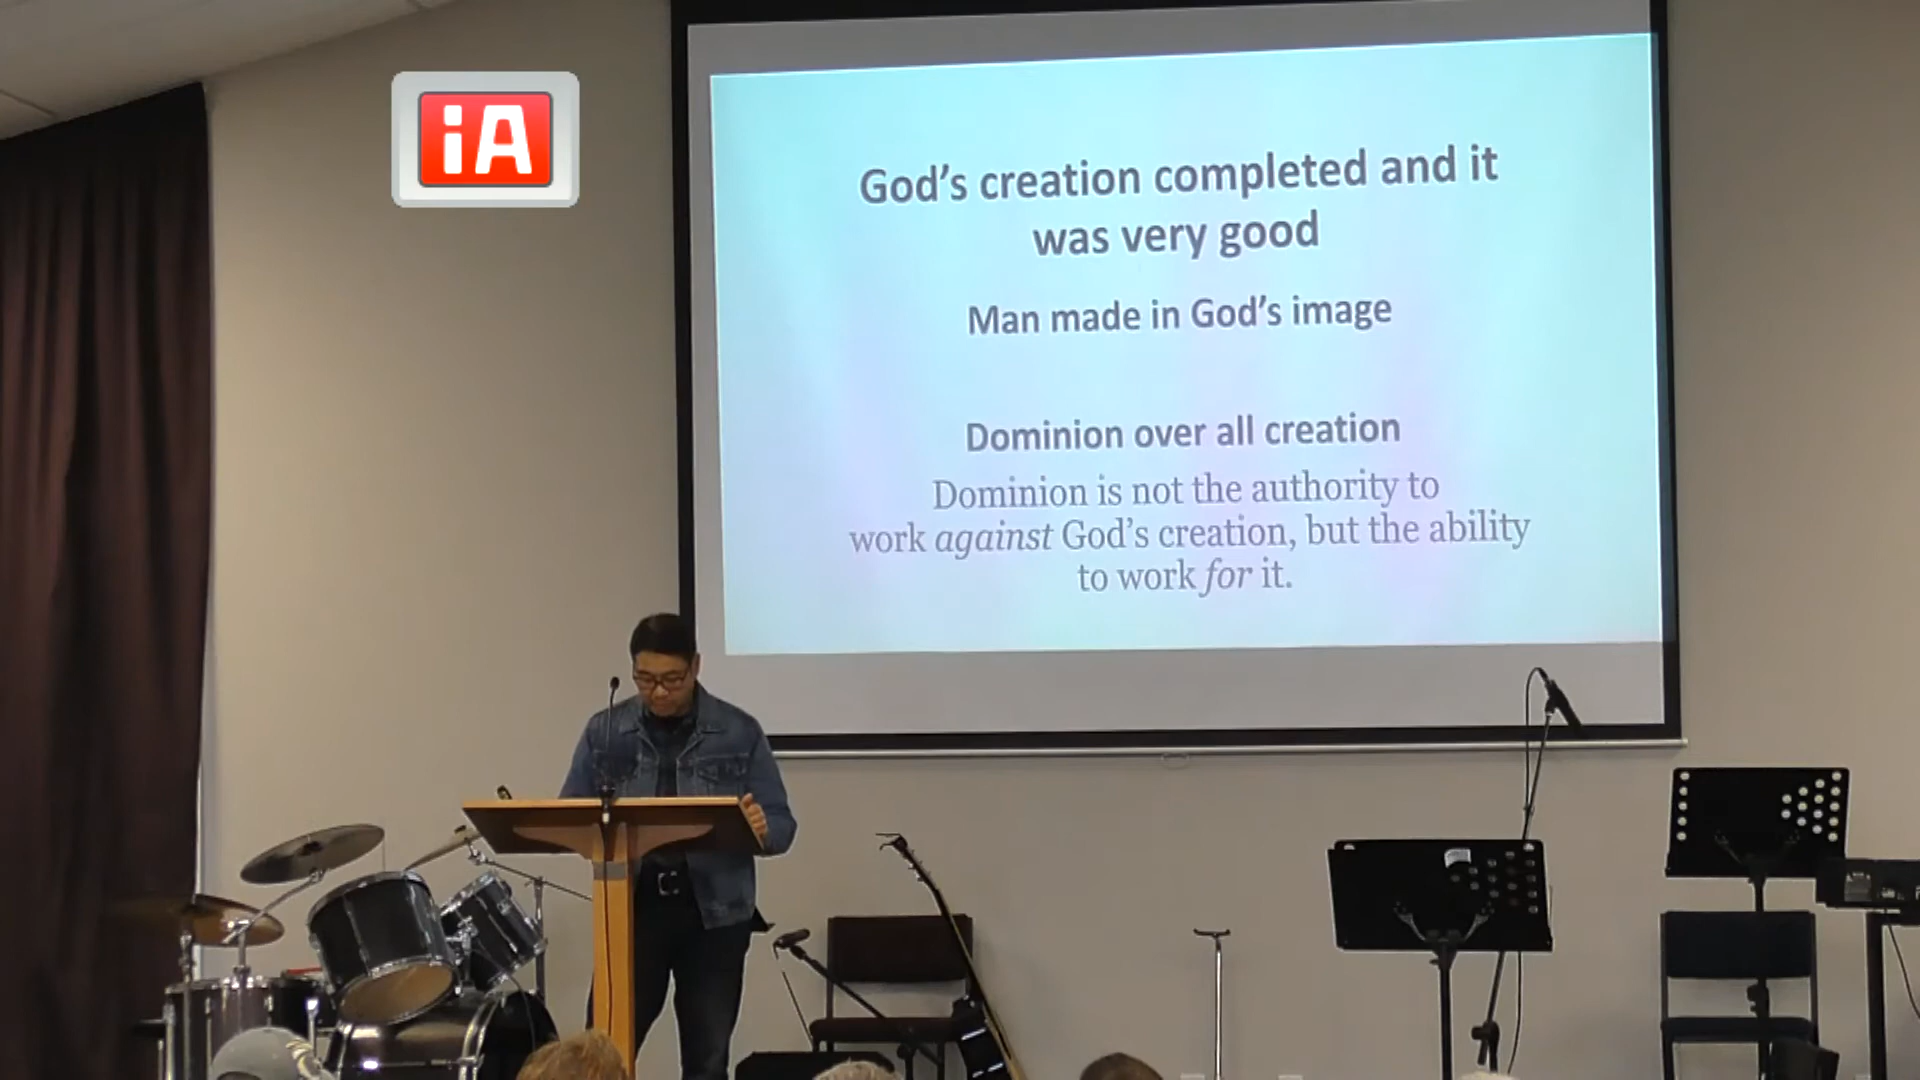 iA
God's creation completed and it
was very good
Man made in God's image
Dominion over all creation
Dominion is not the authority to
work against God's creation, but the ability
to work for it.